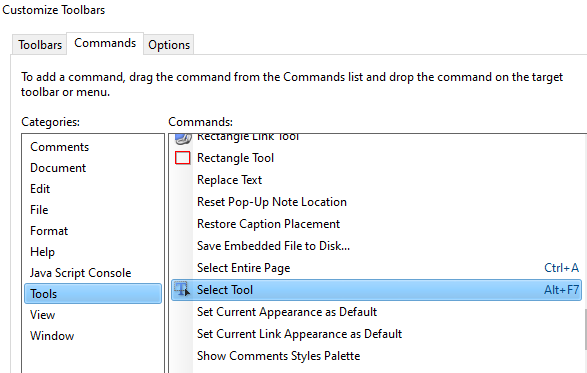 Customize Toolbars
Toolbars
Commands
Options
To add a command, drag the command from the Commands list and drop the command on the target
toolbar or menu.
Categories:
Comments
Document
Edit
File
Format
Help
Java Script Console
Tools
View
Window
Commands:
Rectangle Link Tool
Rectangle Tool
Replace Text
Reset Pop-Up Note Location
Restore Caption Placement
Save Embedded File to Disk...
Select Entire Page Ctrl+A
Select Tool Alt+F7
Set Current Appearance as Default
Set Current Link Appearance as Default
Show Comments Styles Palette